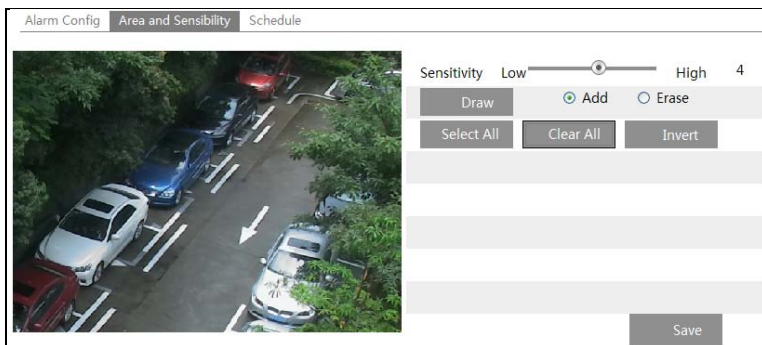 Alarm Config Area and Sensibility Schedule
Sensitivity Low High 4
Draw Add Erase
Select All Clear All Invert
Save